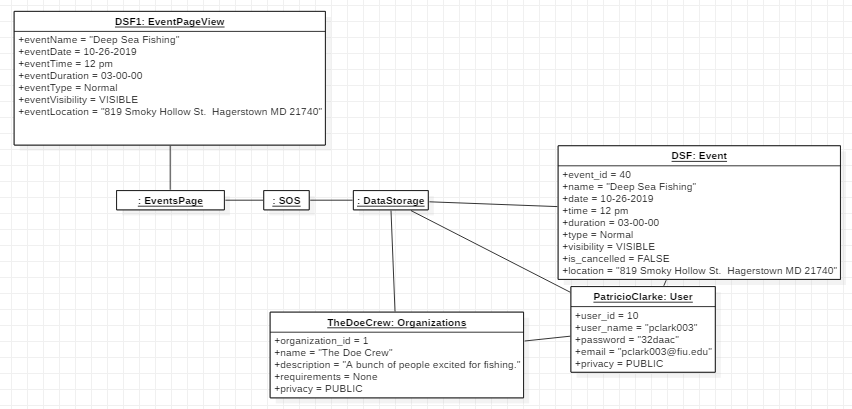 DSF1: EventPageView
+eventName = "Deep Sea Fishing"
+eventDate = 10-26-2019
+eventTime = 12 pm
+eventDuration = 03-00-00
+eventType = Normal
+eventVisibility = VISIBLE
+eventLocation = "819 Smoky Hollow St.  Hagerstown MD 21740"
: EventsPage
: SOS
: DataStorage
DSF: Event
+event_id = 40
+name = "Deep Sea Fishing"
+date = 10-26-2019
+time = 12 pm
+duration = 03-00-00
+type = Normal
+visibility = VISIBLE
+is_cancelled = FALSE
+location = "819 Smoky Hollow St.  Hagerstown MD 21740"
TheDoeCrew: Organizations
+organization_id = 1
+name = "The Doe Crew"
+description = "A bunch of people excited for fishing."
+requirements = None
+privacy = PUBLIC
PatricioClarke: User
+user_id = 10
+user_name = "pclark003"
+password = "32daac"
+email = "pclark003@fiu.edu"
+privacy = PUBLIC